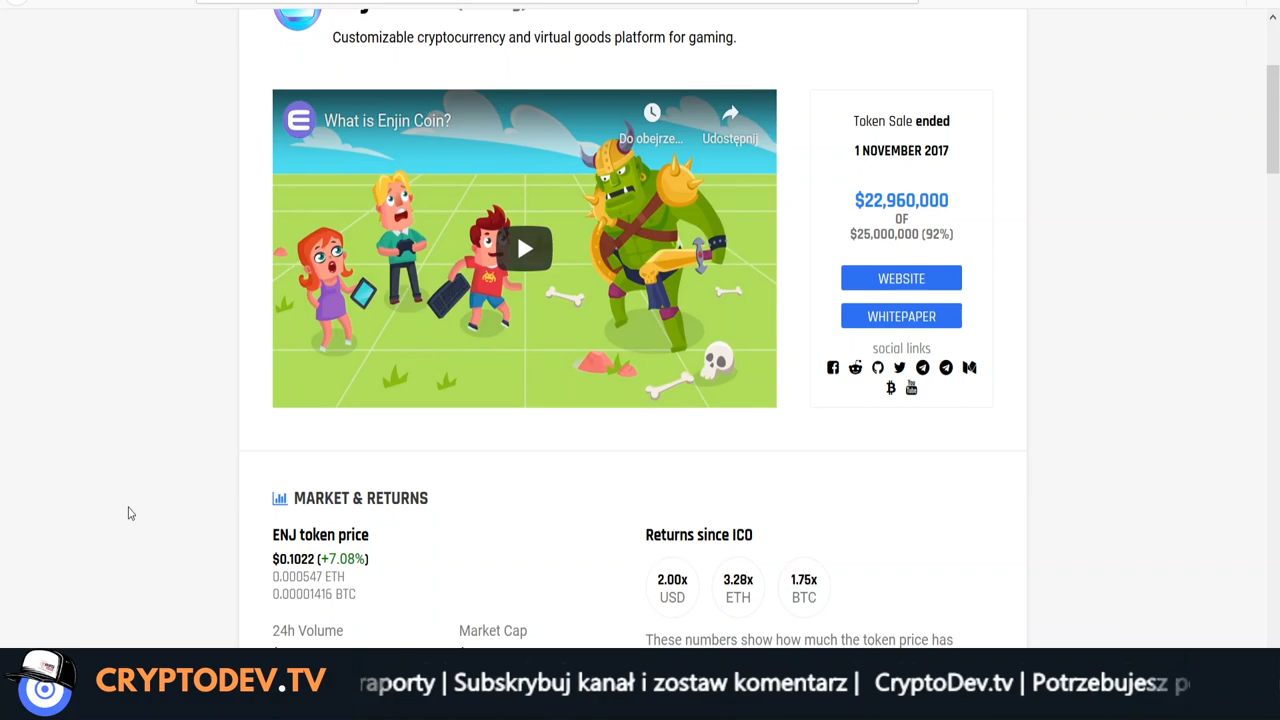 Customizable cryptocurrency and virtual goods platform for gaming.
What is Enjin Coin?
Do obejrze...
Udostępnij
Token Sale ended
1 NOVEMBER 2017
$22,960,000
OF
$25,000,000 (92%)
WEBSITE
WHITEPAPER
social links
MARKET & RETURNS
ENJ token price
$0.1022 (+7.08%)
0.000547 ETH
0.00001416 BTC
24h Volume
Market Cap
Returns since ICO
2.00x
USD
3.28x
ETH
1.75x
BTC
These numbers show how much the token price has
CRYPTODEV.TV
raporty | Subskrybuj kanał i zostaw komentarz | CryptoDev.tv | Potrzebujesz